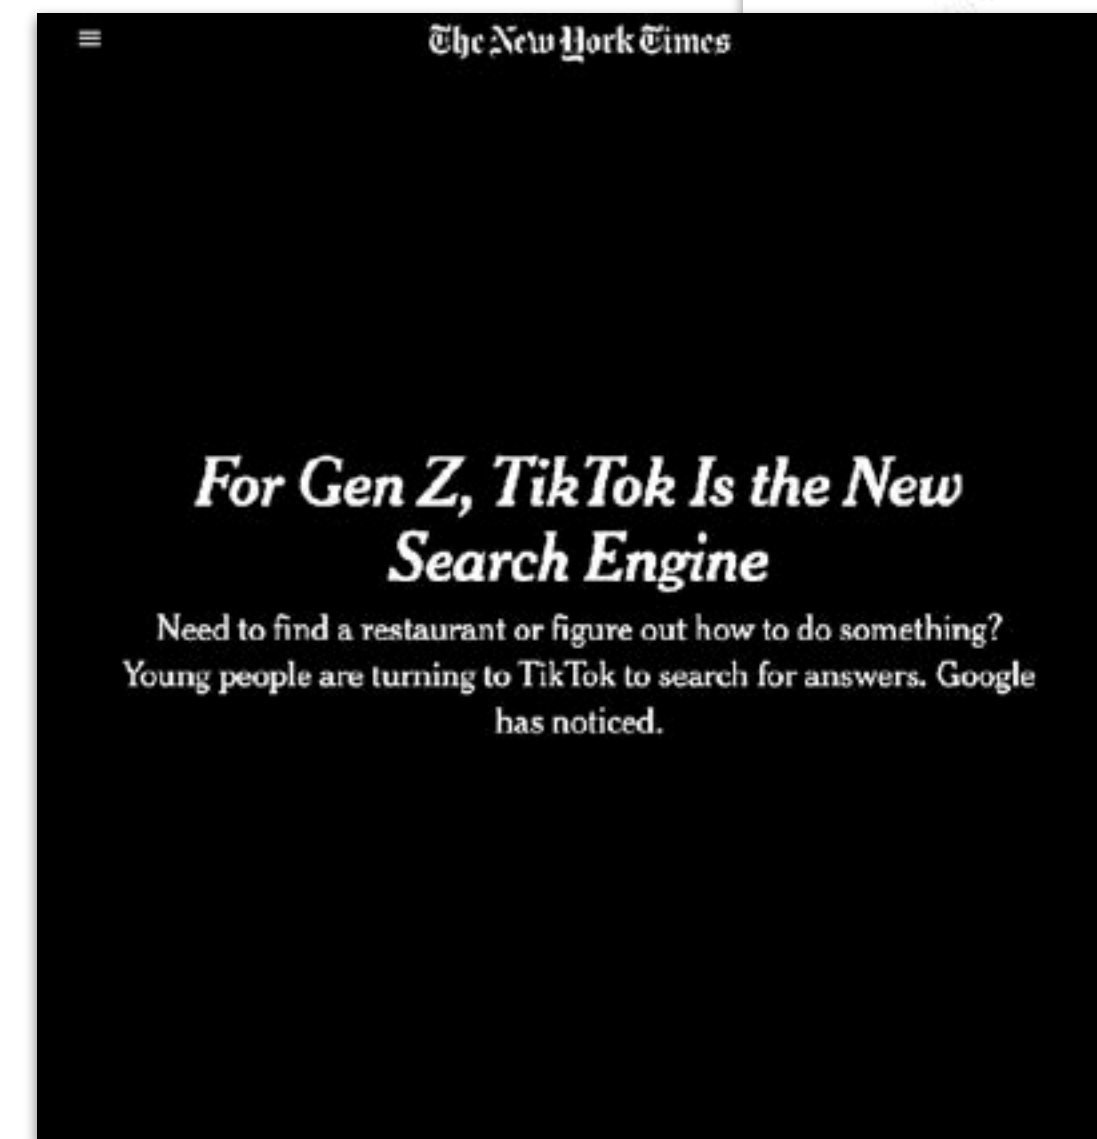 The New York Times
For Gen Z, TikTok Is the New
Search Engine
Need to find a restaurant or figure out how to do something?
Young people are turning to TikTok to search for answers. Google
has noticed.